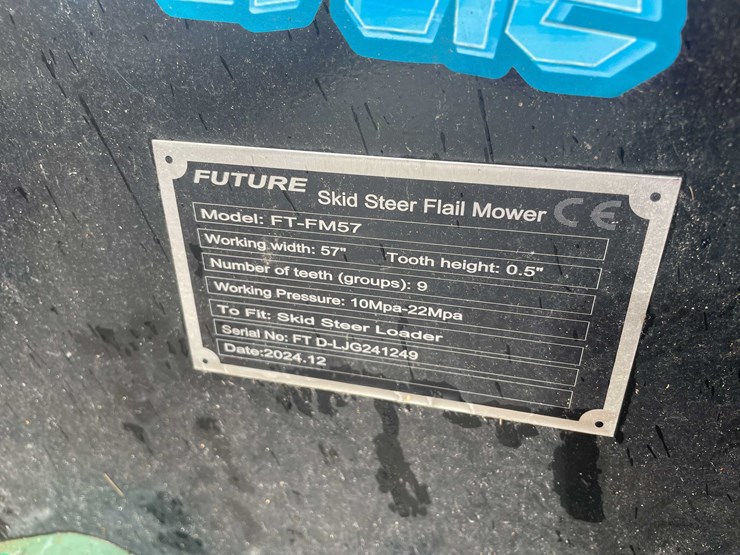 FUTURE Skid Steer Flail Mower CE
Model: FT-FM57
Working width: 57" Tooth height: 0.5"
Number of teeth (groups): 9
Working Pressure: 10Mpa-22Mpa
To Fit: Skid Steer Loader
Serial No: FT D-LJG241249
Date:2024.12